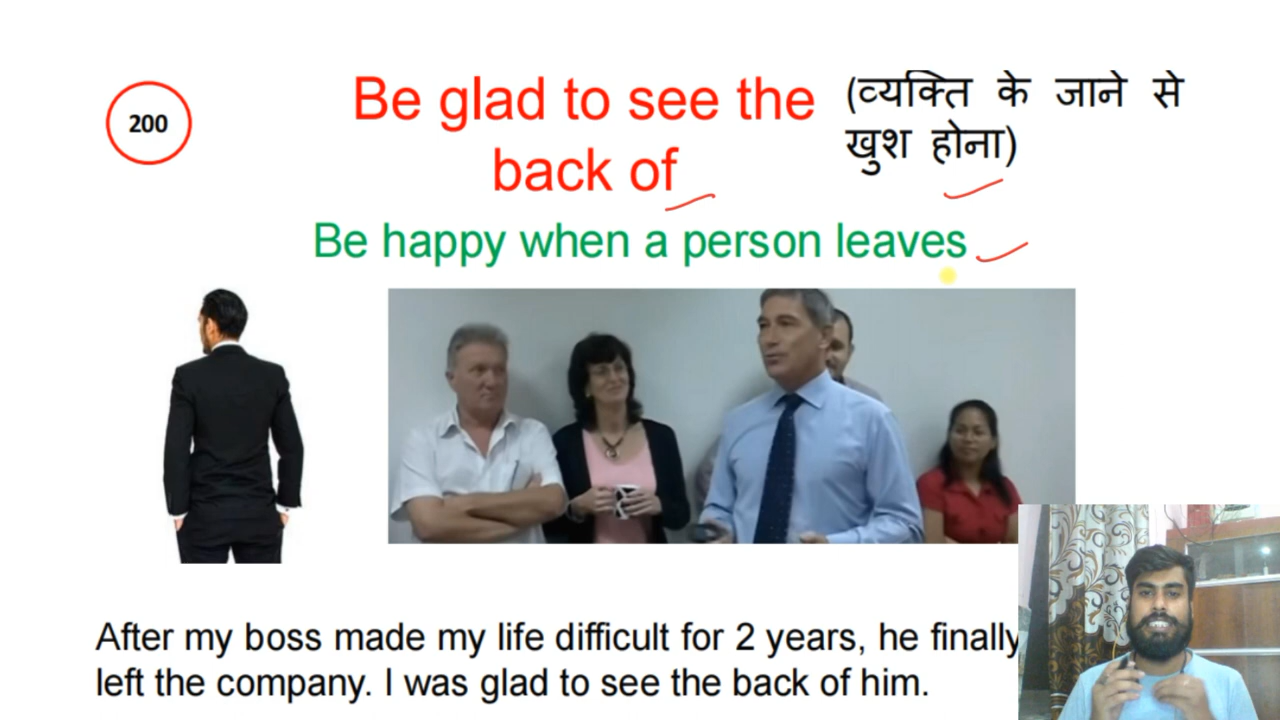 200
Be glad to see the
back of
(व्यक्ति के जाने से
खुश होना)
Be happy when a person leaves
After my boss made my life difficult for 2 years, he finally
left the company. I was glad to see the back of him.